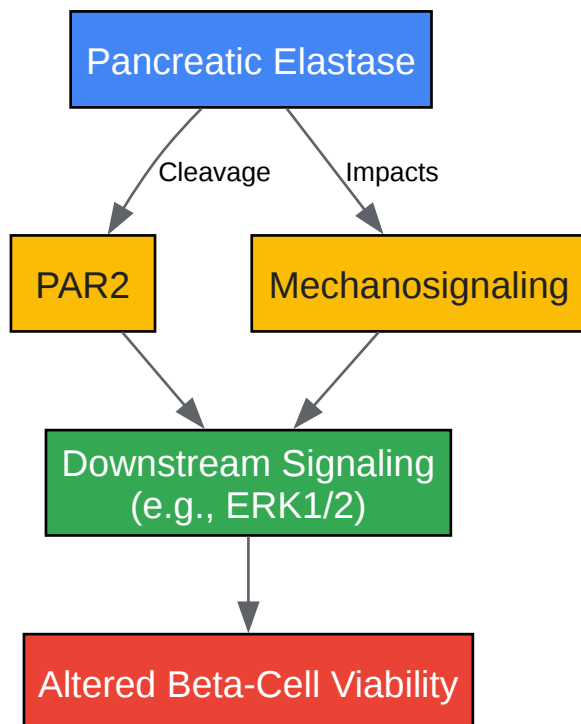 Pancreatic Elastase
Cleavage
Impacts
PAR2
Mechanosignaling
Downstream Signaling
(e.g., ERK1/2)
Altered Beta-Cell Viability